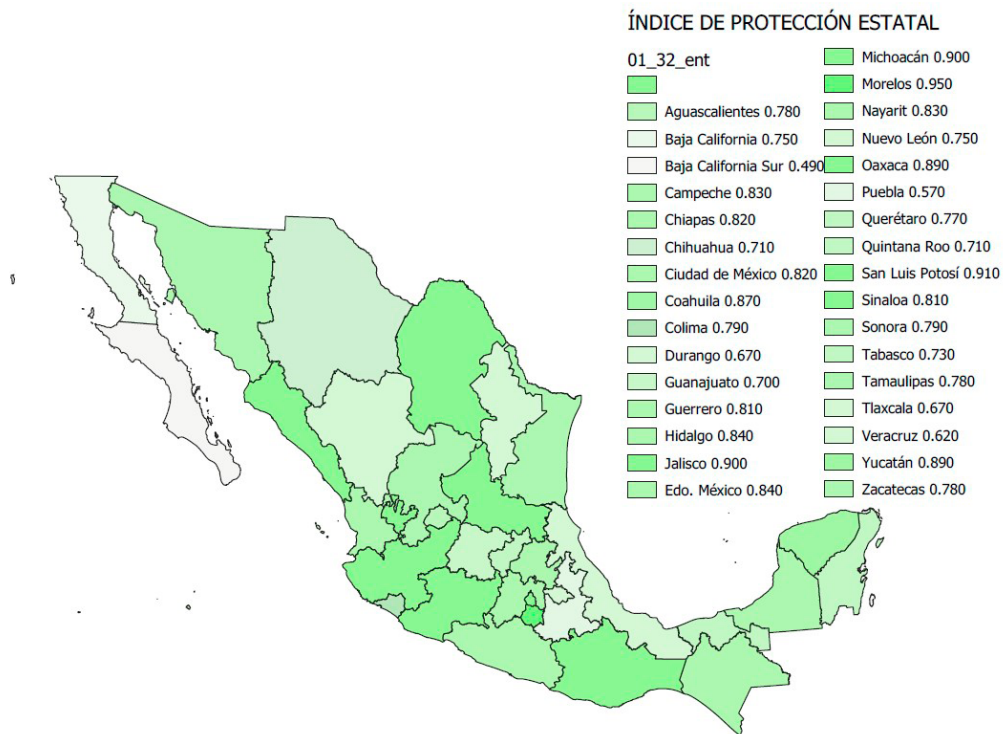 ÍNDICE DE PROTECCIÓN ESTATAL
01_32_ent
Aguascalientes 0.780
Baja California 0.750
Baja California Sur 0.490
Campeche 0.830
Chiapas 0.820
Chihuahua 0.710
Ciudad de México 0.820
Coahuila 0.870
Colima 0.790
Durango 0.670
Guanajuato 0.700
Guerrero 0.810
Hidalgo 0.840
Jalisco 0.900
Edo. México 0.840
Michoacán 0.900
Morelos 0.950
Nayarit 0.830
Nuevo León 0.750
Oaxaca 0.890
Puebla 0.570
Querétaro 0.770
Quintana Roo 0.710
San Luis Potosí 0.910
Sinaloa 0.810
Sonora 0.790
Tabasco 0.730
Tamaulipas 0.780
Tlaxcala 0.670
Veracruz 0.620
Yucatán 0.890
Zacatecas 0.780